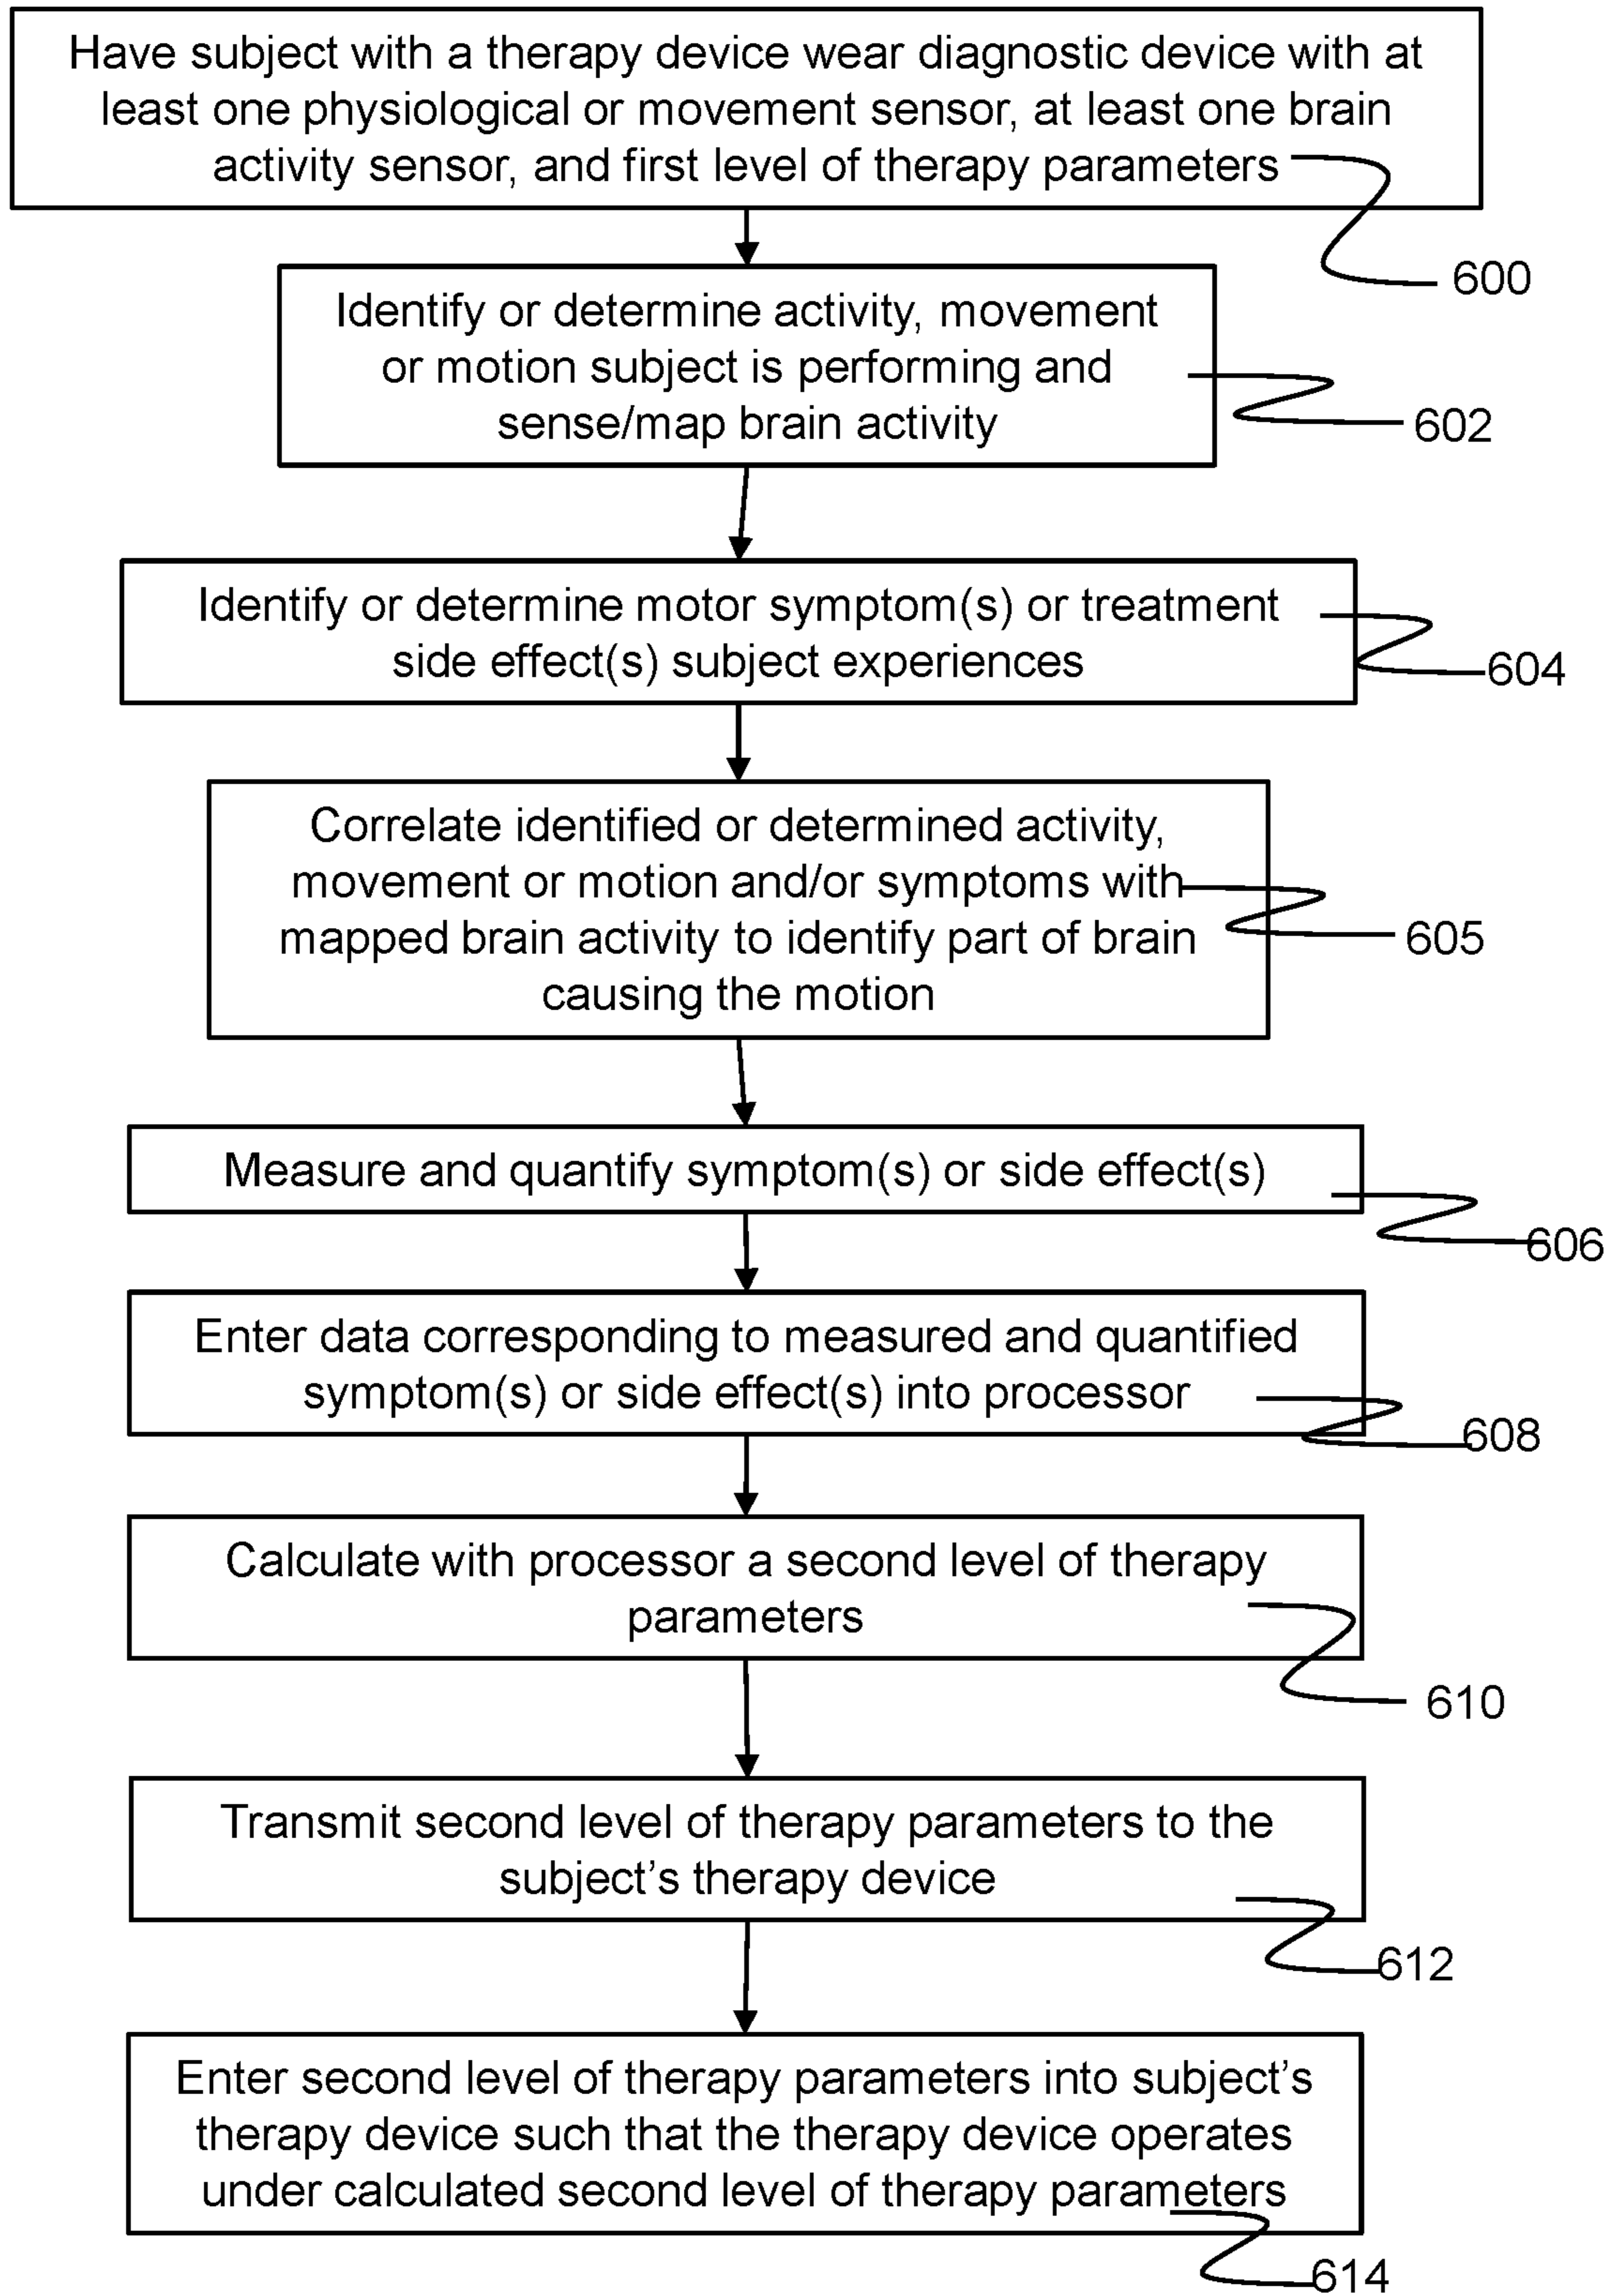 Have subject with a therapy device wear diagnostic device with at
least one physiological or movement sensor, at least one brain
activity sensor, and first level of therapy parameters
600
Identify or determine activity, movement
or motion subject is performing and
sense/map brain activity
602
Identify or determine motor symptom(s) or treatment
side effect(s) subject experiences
604
Correlate identified or determined activity,
movement or motion and/or symptoms with
mapped brain activity to identify part of brain
causing the motion
605
Measure and quantify symptom(s) or side effect(s)
606
Enter data corresponding to measured and quantified
symptom(s) or side effect(s) into processor
608
Calculate with processor a second level of therapy
parameters
610
Transmit second level of therapy parameters to the
subject’s therapy device
612
Enter second level of therapy parameters into subject’s
therapy device such that the therapy device operates
under calculated second level of therapy parameters
614